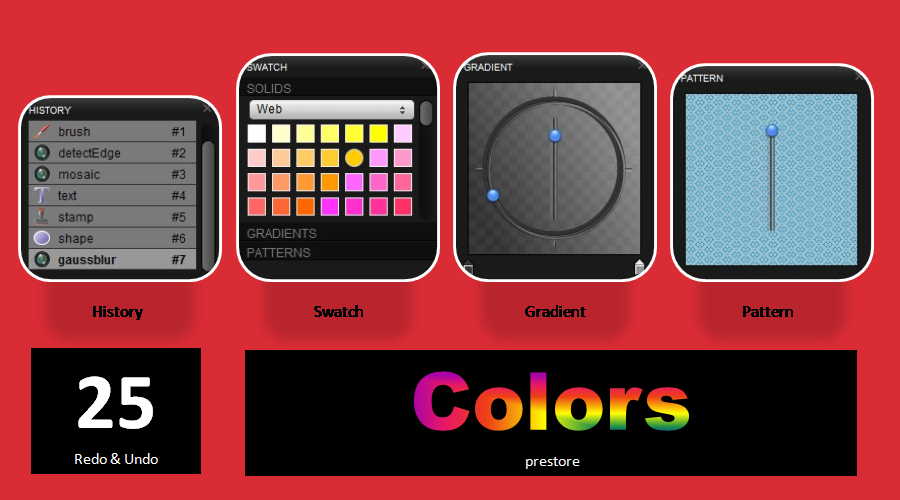 HISTORY
brush #1
detectEdge #2
mosaic #3
text #4
stamp #5
shape #6
gaussblur #7
History
SWATCH
SOLIDS
Web
GRADIENTS
PATTERNS
Swatch
GRADIENT
Gradient
PATTERN
Pattern
25
Redo & Undo
Colors
prestore